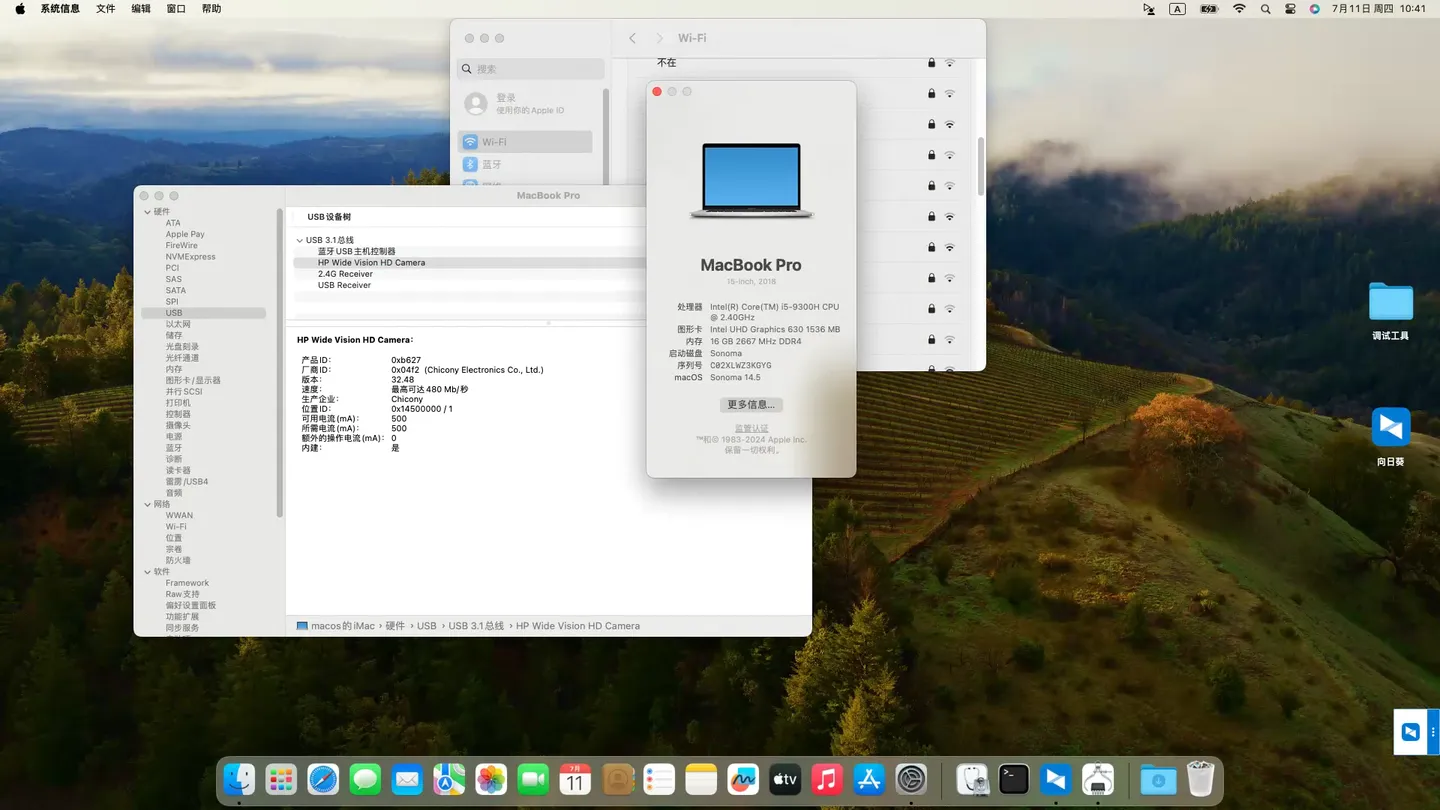 系统信息 文件 编辑 窗口 帮助
A 7月11日 周四 10:41
Wi-Fi
搜索
登录
使用你的 Apple ID
Wi-Fi
蓝牙
不在
MacBook Pro
硬件
ATA
Apple Pay
FireWire
NVMExpress
PCI
SAS
SATA
SPI
USB
以太网
储存
光盘刻录
光纤通道
内存
图形卡/显示器
并行 SCSI
打印机
控制器
摄像头
电源
蓝牙
诊断
读卡器
雷雳/USB4
音频
网络
WWAN
Wi-Fi
位置
宗卷
防火墙
软件
Framework
Raw 支持
偏好设置面板
功能扩展
同步服务
USB 设备树
USB 3.1 总线
蓝牙 USB 主机控制器
HP Wide Vision HD Camera
2.4G Receiver
USB Receiver
HP Wide Vision HD Camera:
产品 ID: 0xb627
厂商 ID: 0x04f2 (Chicony Electronics Co., Ltd.)
版本: 32.48
速度: 最高可达 480 Mb/秒
生产企业: Chicony
位置 ID: 0x14500000 / 1
可用电流 (mA): 500
所需电流 (mA): 500
额外的操作电流 (mA): 0
内建: 是
macos的iMac › 硬件 › USB › USB 3.1 总线 › HP Wide Vision HD Camera
MacBook Pro
15-inch, 2018
处理器 Intel(R) Core(TM) i5-9300H CPU
@ 2.40GHz
图形卡 Intel UHD Graphics 630 1536 MB
内存 16 GB 2667 MHz DDR4
启动磁盘 Sonoma
序列号 C02XLWZ3KGYG
macOS Sonoma 14.5
更多信息...
监管认证
™和© 1983-2024 Apple Inc.
保留一切权利。
调试工具
向日葵
7月
11
tv